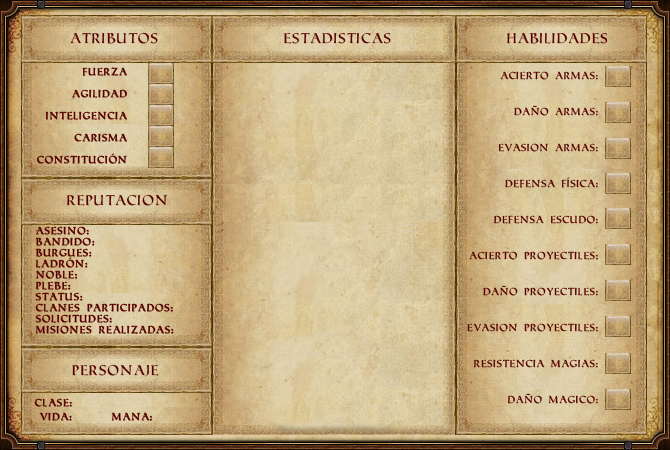 ATRIBUTOS
FUERZA
AGILIDAD
INTELIGENCIA
CARISMA
CONSTITUCIÓN
REPUTACION
ASESINO:
BANDIDO:
BURGUES:
LADRÓN:
NOBLE:
PLEBE:
STATUS:
CLANES PARTICIPADOS:
SOLICITUDES:
MISIONES REALIZADAS:
PERSONAJE
CLASE:
VIDA: MANA:
ESTADISTICAS
HABILIDADES
ACIERTO ARMAS:
DAÑO ARMAS:
EVASION ARMAS:
DEFENSA FÍSICA:
DEFENSA ESCUDO:
ACIERTO PROYECTILES:
DAÑO PROYECTILES:
EVASION PROYECTILES:
RESISTENCIA MAGIAS:
DAÑO MAGICO: